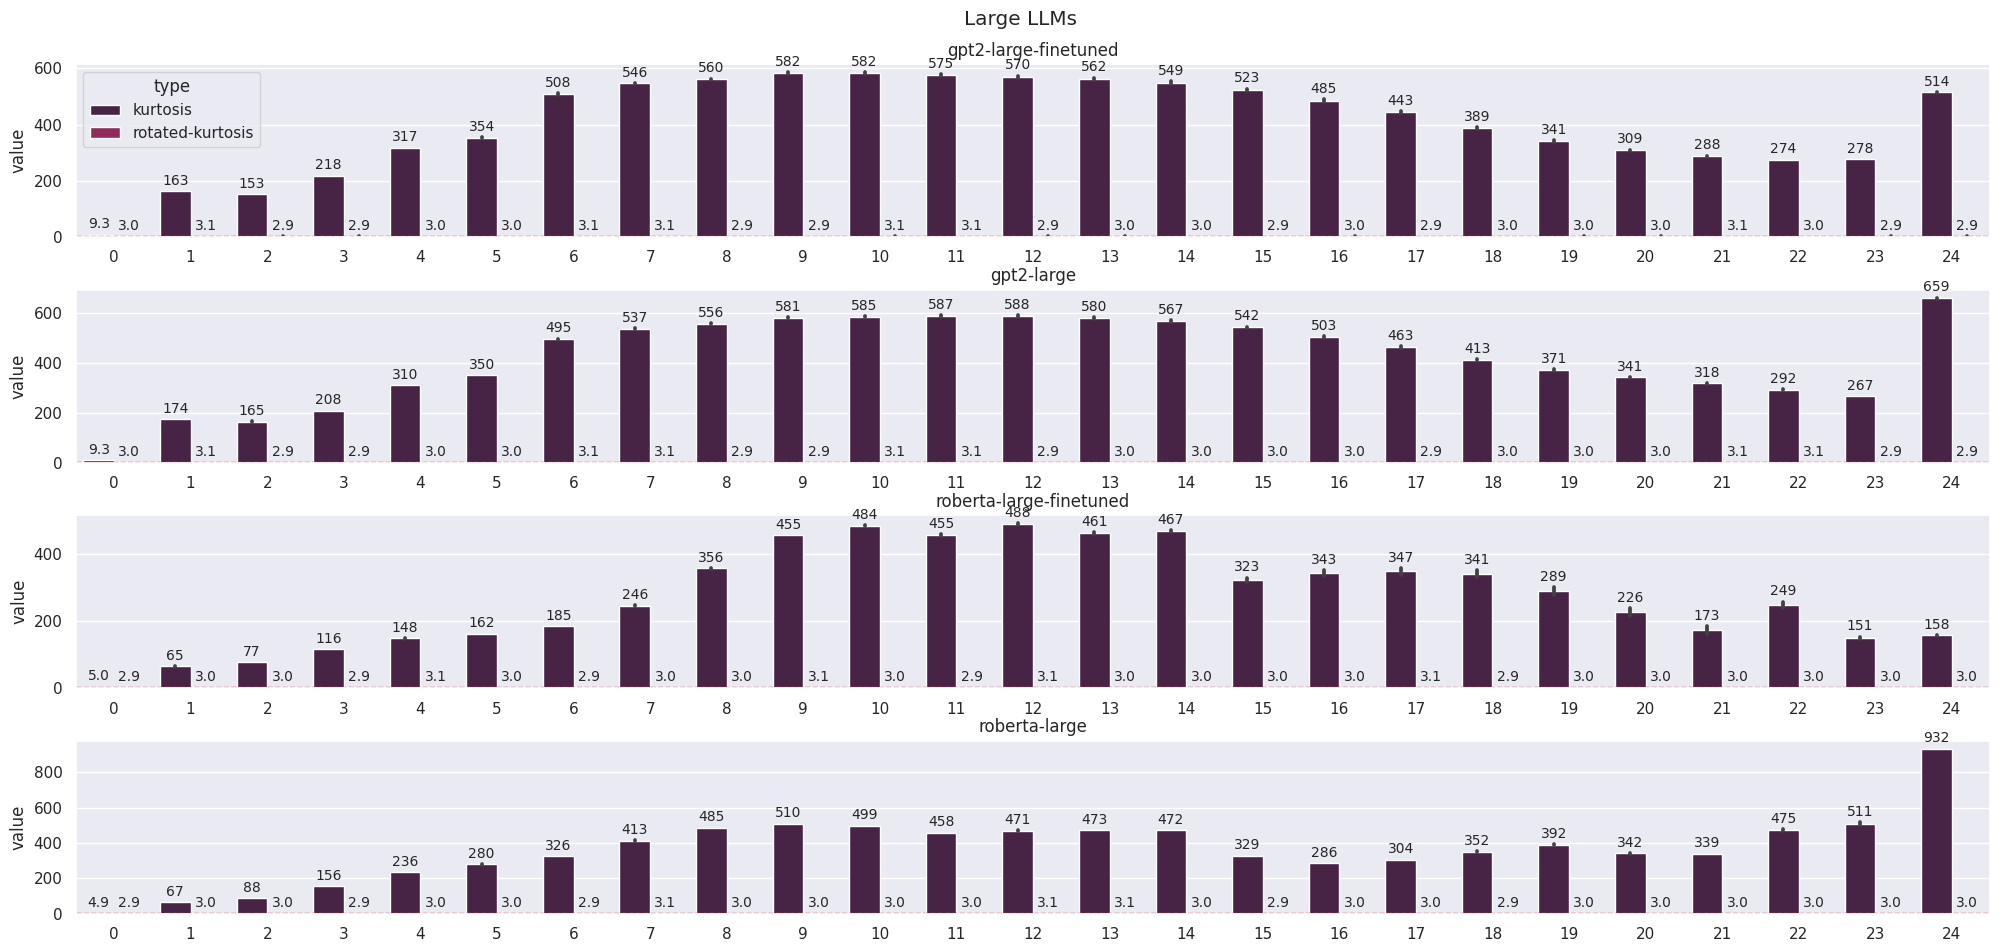 Large LLMs
gpt2-large-finetuned
600
400
200
0
value
type
kurtosis
rotated-kurtosis
9.3 163 153 218 317 354 508 546 560 582 582 575 570 562 549 523 485 443 389 341 309 288 274 278 514
3.0 3.1 2.9 2.9 3.0 3.0 3.1 3.1 2.9 2.9 3.1 3.1 2.9 3.0 3.0 2.9 3.0 2.9 3.0 3.0 3.0 3.1 3.0 2.9 2.9
0 1 2 3 4 5 6 7 8 9 10 11 12 13 14 15 16 17 18 19 20 21 22 23 24
gpt2-large
600
400
200
0
value
9.3 174 165 208 310 350 495 537 556 581 585 587 588 580 567 542 503 463 413 371 341 318 292 267 659
3.0 3.1 2.9 2.9 3.0 3.0 3.1 3.1 2.9 2.9 3.1 3.1 2.9 3.0 3.0 3.0 3.0 2.9 3.0 3.0 3.0 3.1 3.1 2.9 2.9
0 1 2 3 4 5 6 7 8 9 10 11 12 13 14 15 16 17 18 19 20 21 22 23 24
roberta-large-finetuned
400
200
0
value
5.0 65 77 116 148 162 185 246 356 455 484 455 488 461 467 323 343 347 341 289 226 173 249 151 158
2.9 3.0 3.0 2.9 3.1 3.0 2.9 3.0 3.0 3.1 3.0 2.9 3.1 3.0 3.0 3.0 3.0 3.1 2.9 3.0 3.0 3.0 3.0 3.0 3.0
0 1 2 3 4 5 6 7 8 9 10 11 12 13 14 15 16 17 18 19 20 21 22 23 24
roberta-large
800
600
400
200
0
value
4.9 67 88 156 236 280 326 413 485 510 499 458 471 473 472 329 286 304 352 392 342 339 475 511 932
2.9 3.0 3.0 2.9 3.0 3.0 2.9 3.1 3.0 3.0 3.0 3.0 3.1 3.1 3.0 2.9 3.0 3.0 2.9 3.0 3.0 3.0 3.0 3.0 3.0
0 1 2 3 4 5 6 7 8 9 10 11 12 13 14 15 16 17 18 19 20 21 22 23 24